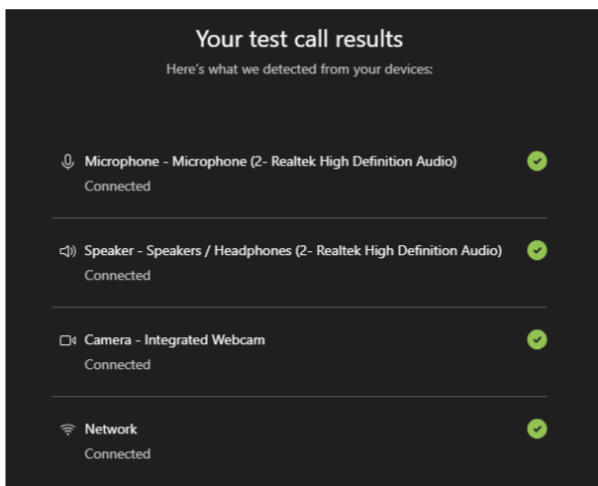 Your test call results
Here's what we detected from your devices:
Microphone - Microphone (2- Realtek High Definition Audio)
Connected
Speaker - Speakers / Headphones (2- Realtek High Definition Audio)
Connected
Camera - Integrated Webcam
Connected
Network
Connected